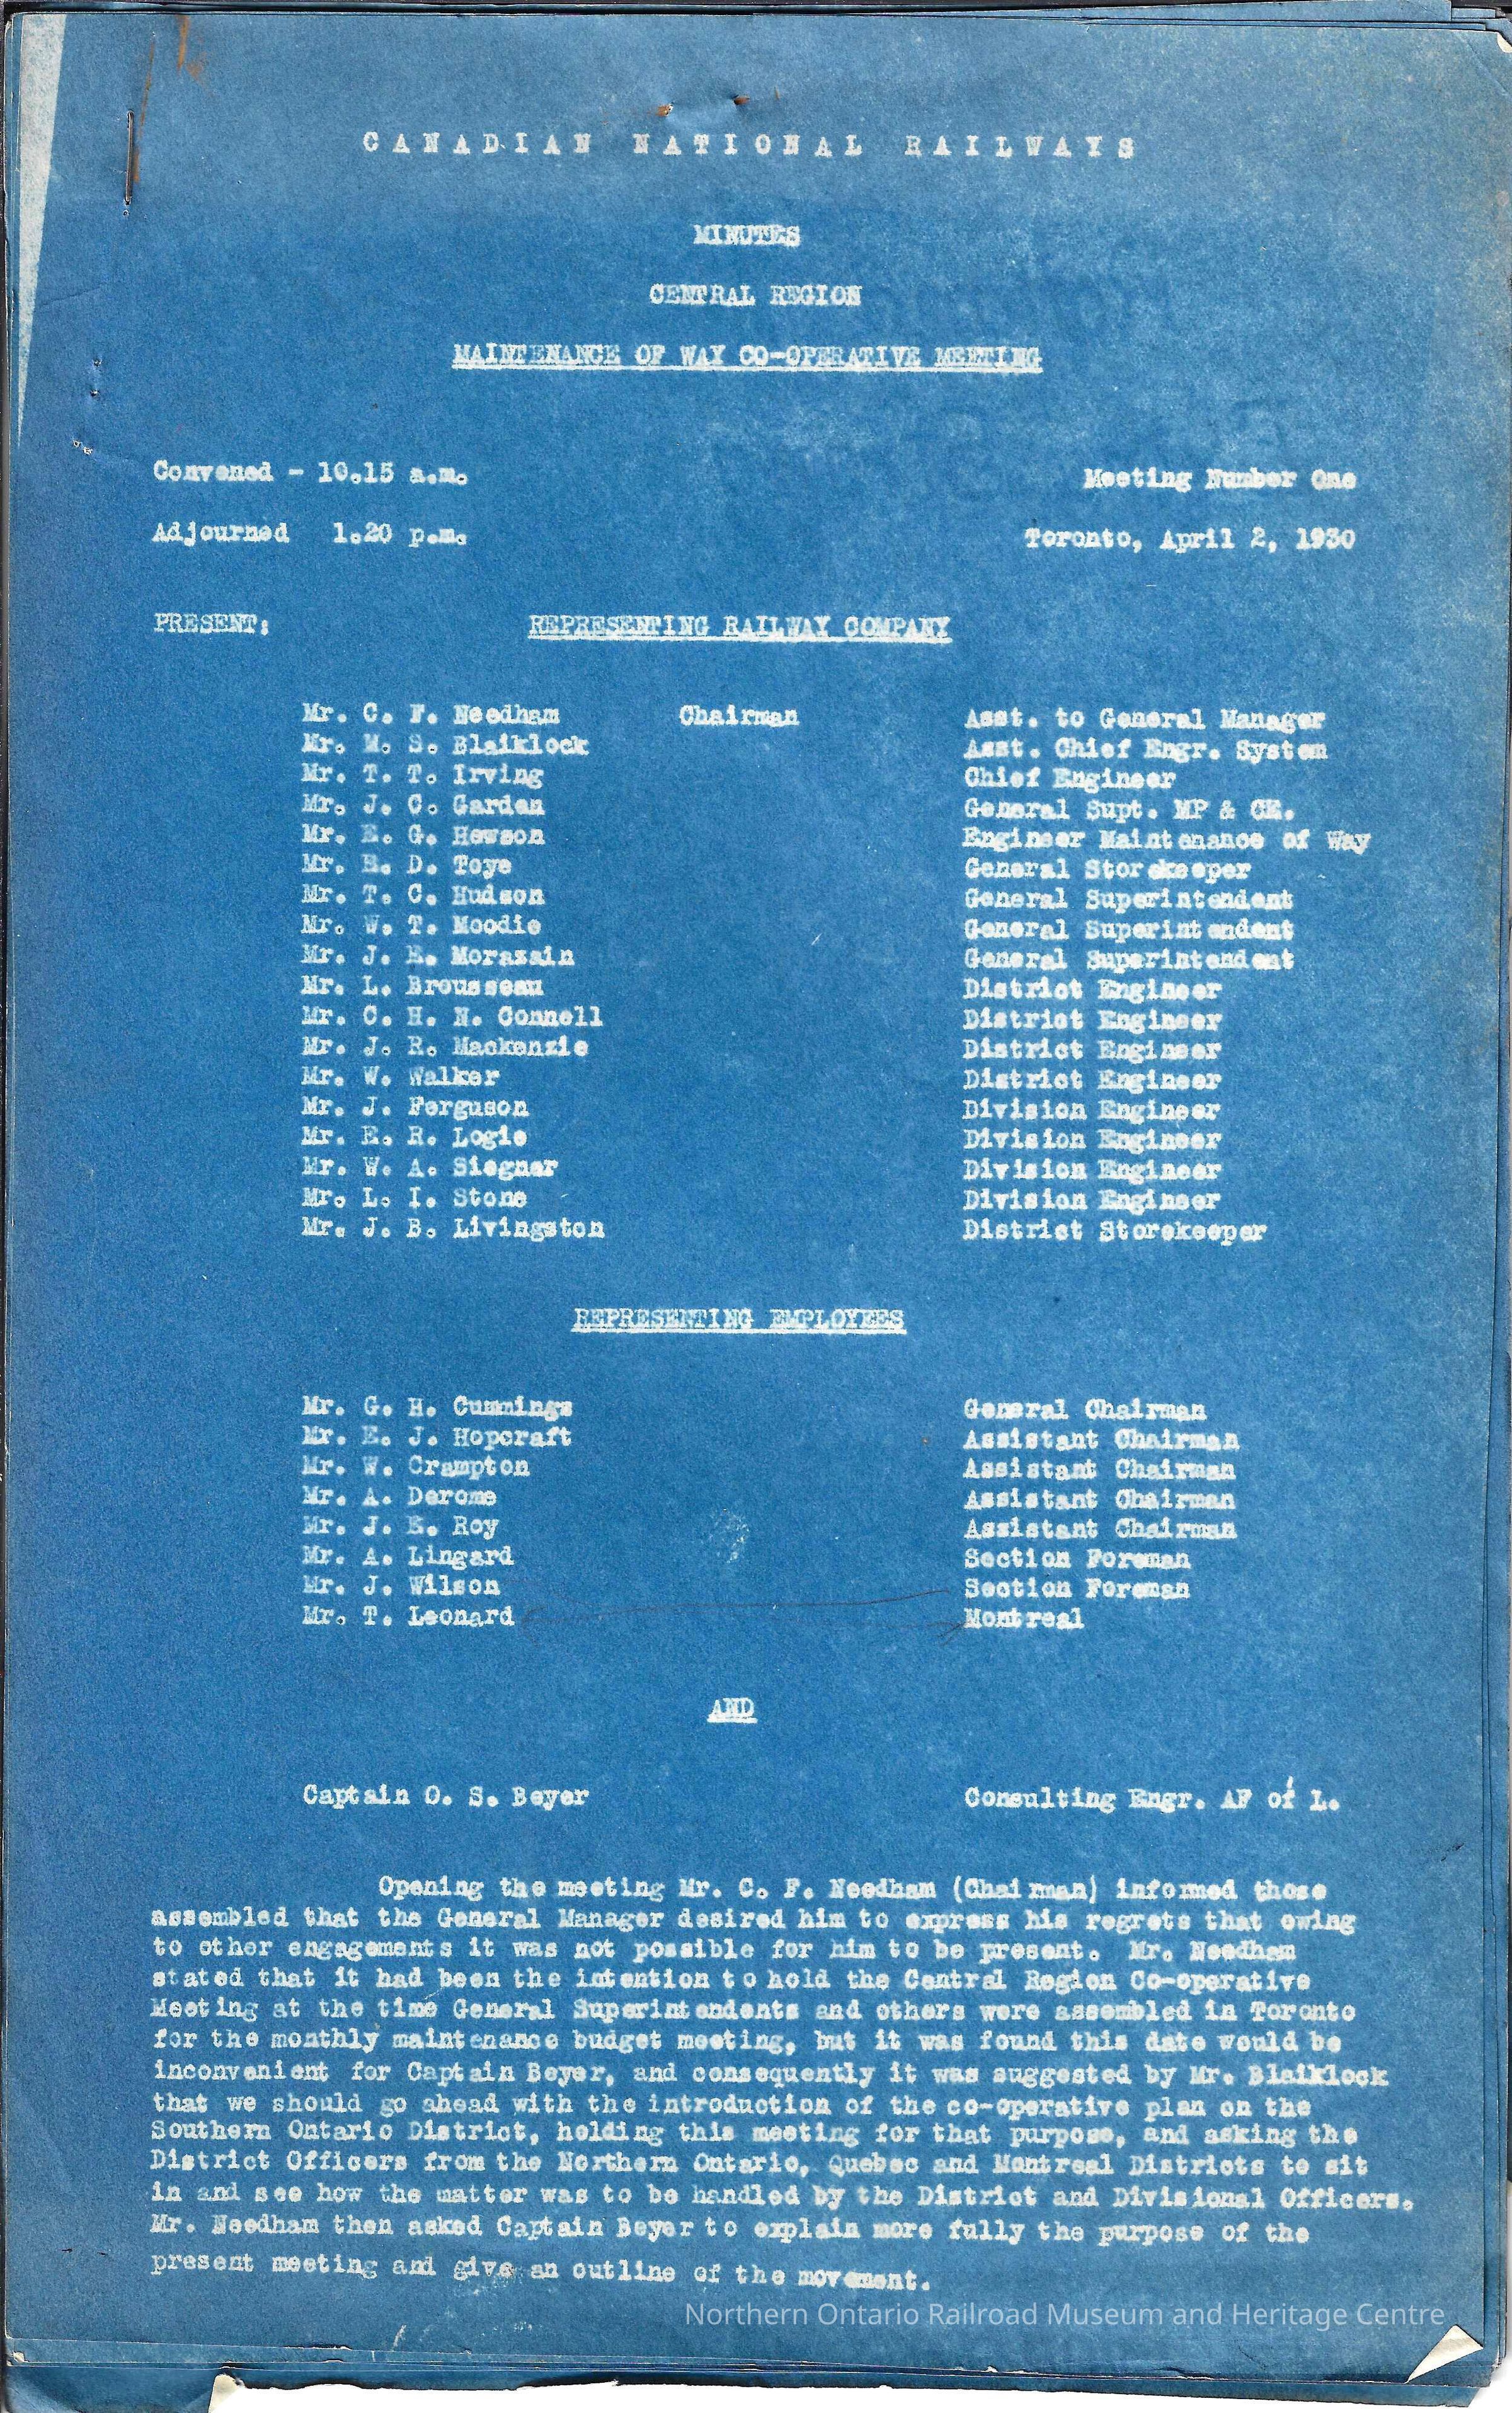 CANADIAN NATIONAL RAILWAYS
MINUTES
CENTRAL REGION
MAINTENANCE OF WAY CO-OPERATIVE MEETING
Convened - 10.15 a.m.
Meeting Number One
Adjourned 1.20 p.m.
Toronto, April 2, 1930
PRESENT:
REPRESENTING RAILWAY COMPANY
Mr. C. F. Needham Chairman Asst. to General Manager
Mr. M. S. Blaiklock Asst. Chief Engr. System
Mr. T. T. Irving Chief Engineer
Mr. J. C. Garden General Supt. MP & CE.
Mr. E. G. Hewson Engineer Maintenance of Way
Mr. E. D. Toye General Storekeeper
Mr. T. C. Hudson General Superintendent
Mr. W. T. Moodie General Superintendent
Mr. J. E. Morazain General Superintendent
Mr. L. Brousseau District Engineer
Mr. C. H. N. Connell District Engineer
Mr. J. R. Mackenzie District Engineer
Mr. W. Walker District Engineer
Mr. J. Ferguson Division Engineer
Mr. E. R. Logie Division Engineer
Mr. W. A. Siegner Division Engineer
Mr. L. I. Stone Division Engineer
Mr. J. B. Livingston District Storekeeper
REPRESENTING EMPLOYEES
Mr. G. H. Cummings General Chairman
Mr. E. J. Hopcraft Assistant Chairman
Mr. W. Crampton Assistant Chairman
Mr. A. Derome Assistant Chairman
Mr. J. E. Roy Assistant Chairman
Mr. A. Lingard Section Foreman
Mr. J. Wilson Section Foreman
Mr. T. Leonard Montreal
AND
Captain O. S. Beyer Consulting Engr. AF of L.
Opening the meeting Mr. C. F. Needham (Chairman) informed those
assembled that the General Manager desired him to express his regrets that owing
to other engagements it was not possible for him to be present. Mr. Needham
stated that it had been the intention to hold the Central Region Co-operative
Meeting at the time General Superintendents and others were assembled in Toronto
for the monthly maintenance budget meeting, but it was found this date would be
inconvenient for Captain Beyer, and consequently it was suggested by Mr. Blaiklock
that we should go ahead with the introduction of the co-operative plan on the
Southern Ontario District, holding this meeting for that purpose, and asking the
District Officers from the Northern Ontario, Quebec and Montreal Districts to sit
in and see how the matter was to be handled by the District and Divisional Officers.
Mr. Needham then asked Captain Beyer to explain more fully the purpose of the
present meeting and give an outline of the movement.
Northern Ontario Railroad Museum and Heritage Centre